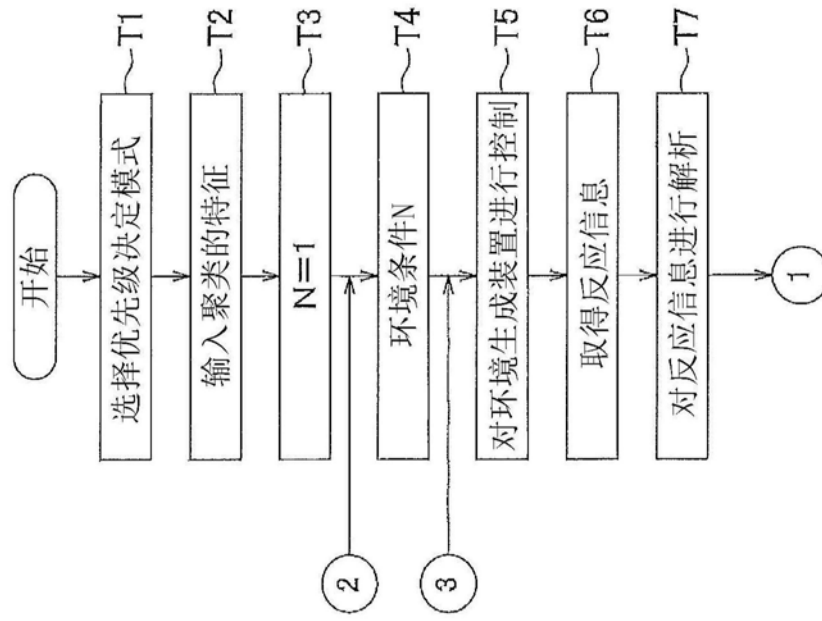 开始
选择优先级决定模式 T1
输入聚类的特征 T2
N=1 T3
2
环境条件N T4
3
对环境生成装置进行控制 T5
取得反应信息 T6
对反应信息进行解析 T7
1